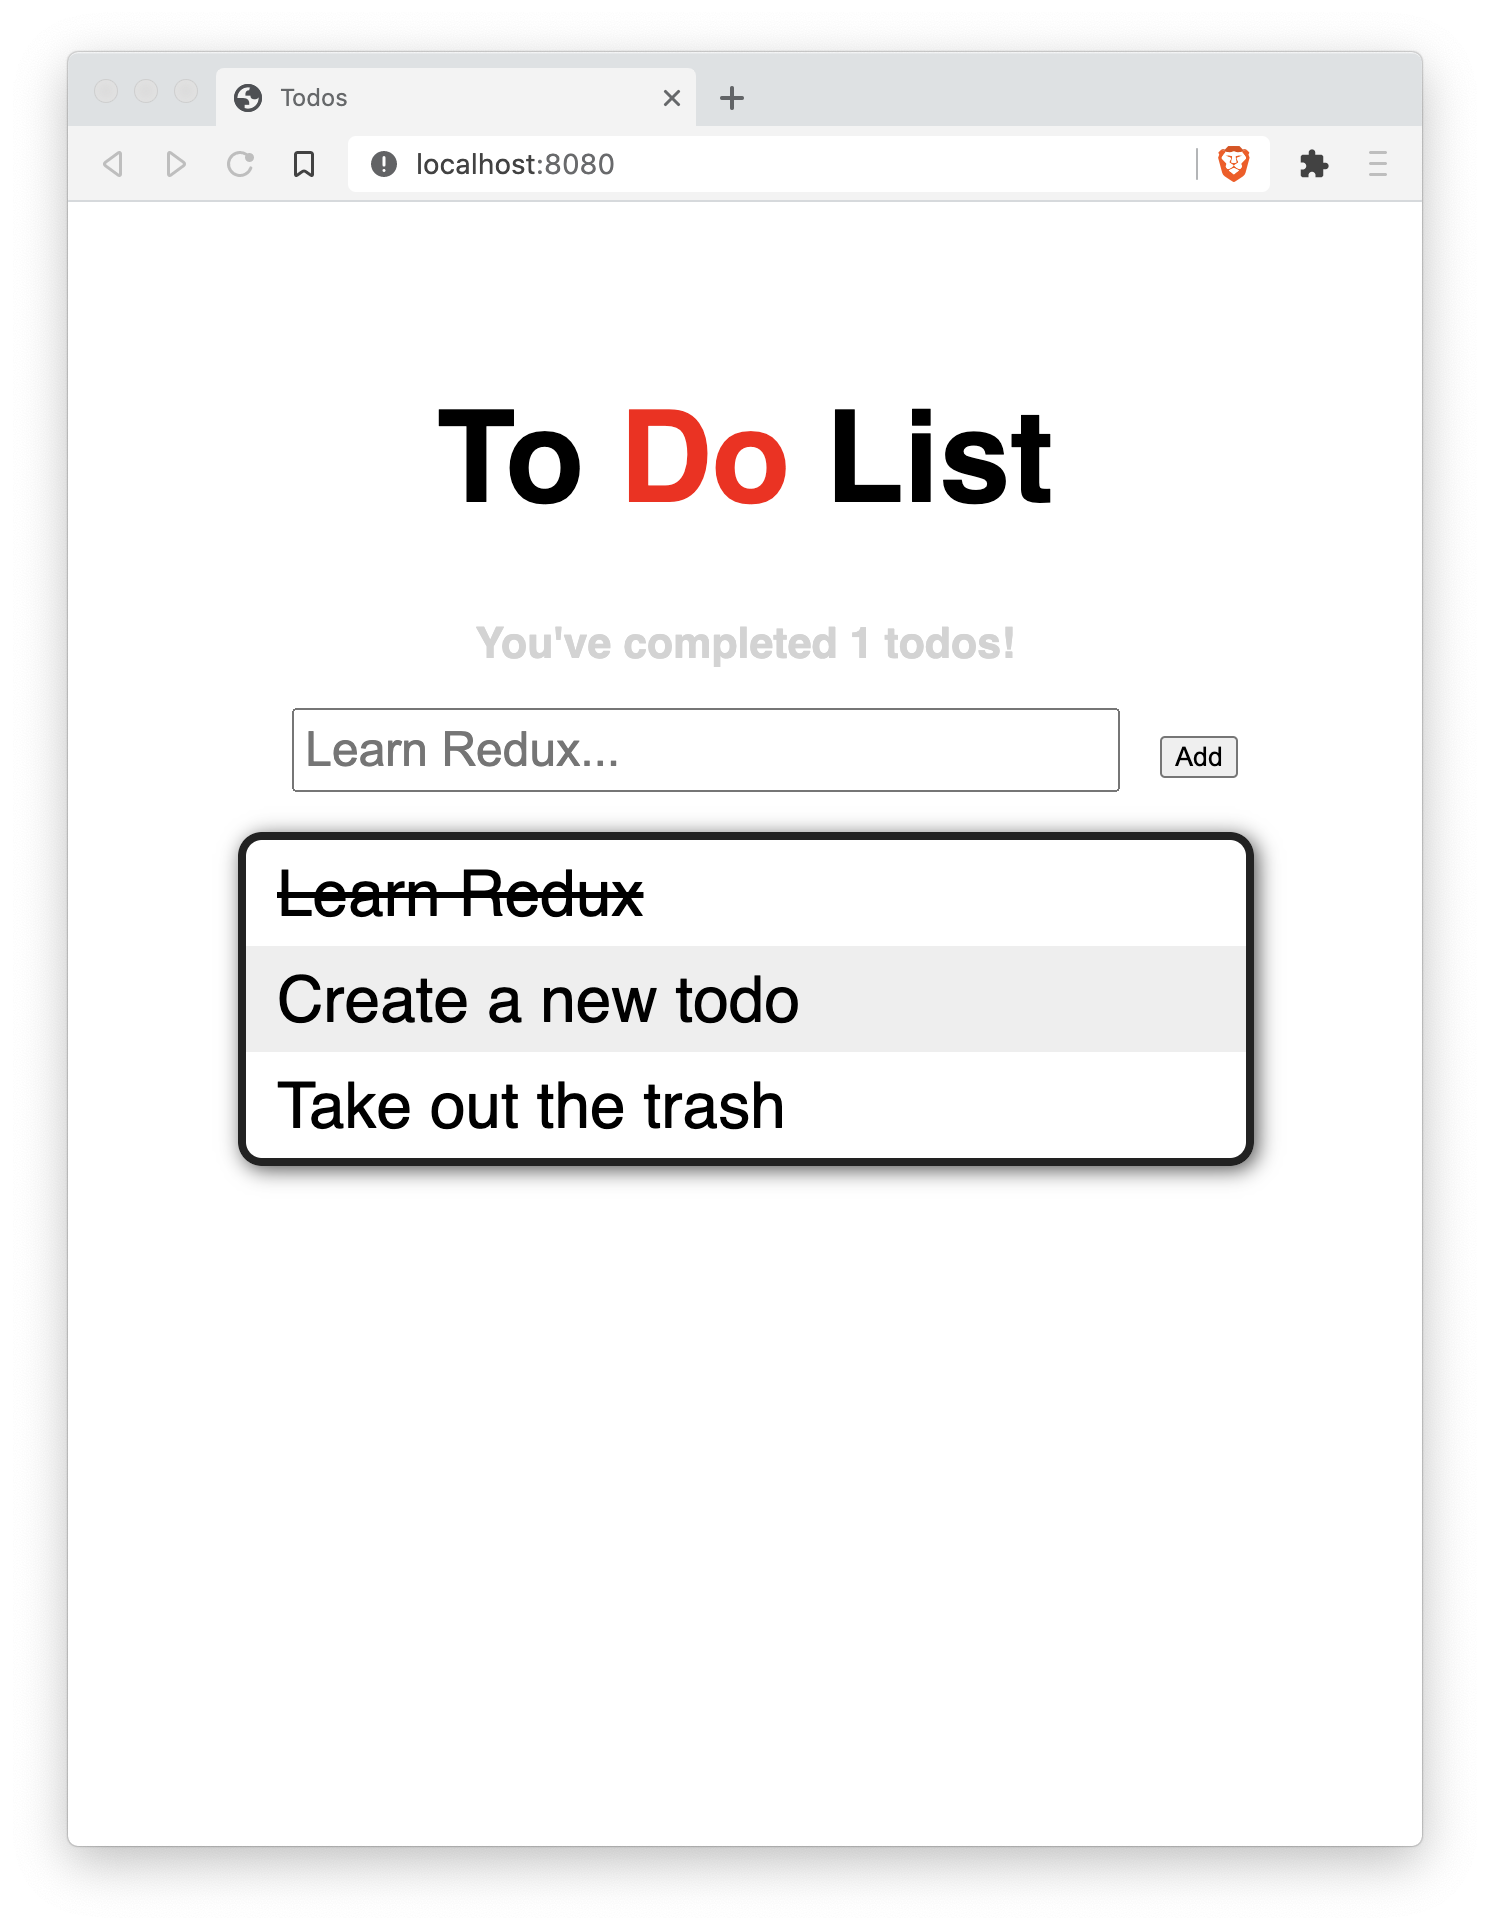 Todos
localhost:8080
To Do List
You've completed 1 todos!
Learn Redux...
Add
Learn Redux
Create a new todo
Take out the trash